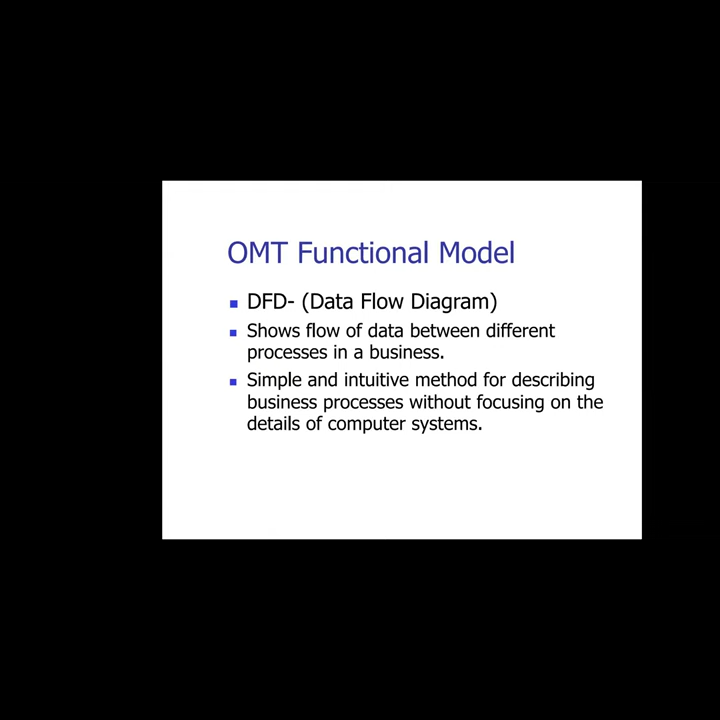 OMT Functional Model
DFD- (Data Flow Diagram)
Shows flow of data between different
processes in a business.
Simple and intuitive method for describing
business processes without focusing on the
details of computer systems.